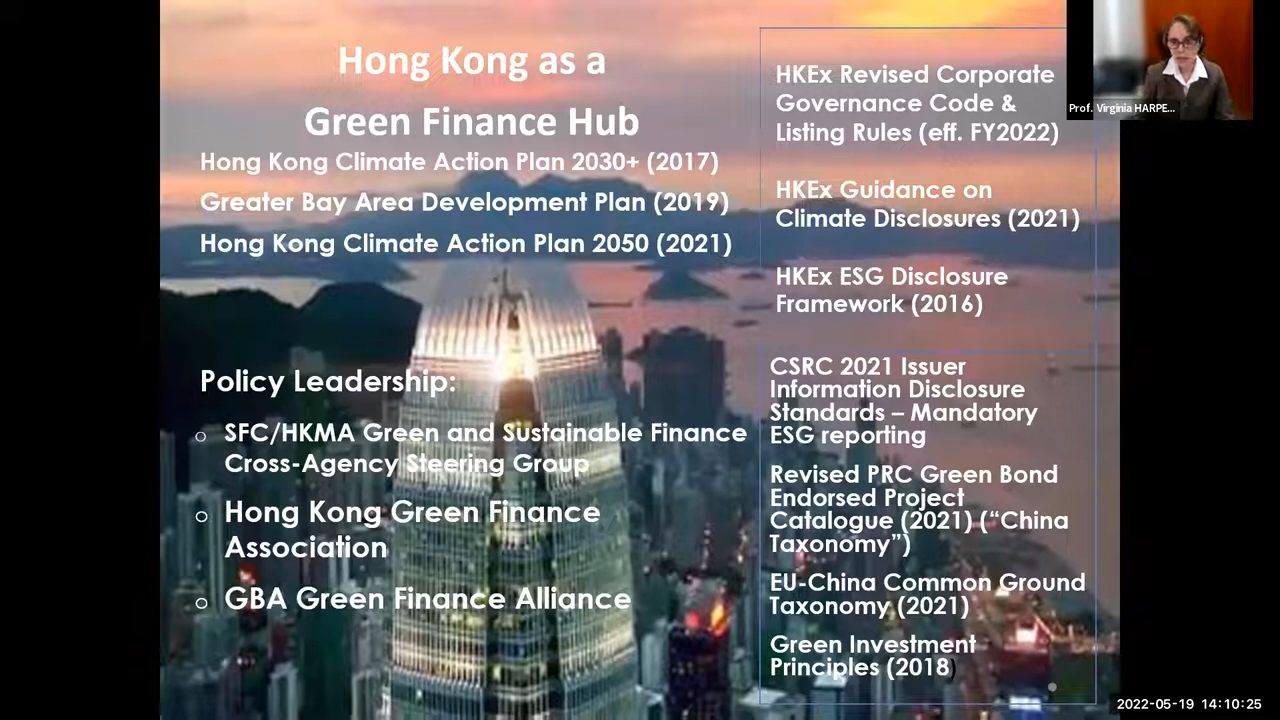 Hong Kong as a
Green Finance Hub
Hong Kong Climate Action Plan 2030+ (2017)
Greater Bay Area Development Plan (2019)
Hong Kong Climate Action Plan 2050 (2021)
Policy Leadership:
o SFC/HKMA Green and Sustainable Finance
Cross-Agency Steering Group
o Hong Kong Green Finance
Association
o GBA Green Finance Alliance
HKEx Revised Corporate
Governance Code &
Listing Rules (eff. FY2022)
HKEx Guidance on
Climate Disclosures (2021)
HKEx ESG Disclosure
Framework (2016)
CSRC 2021 Issuer
Information Disclosure
Standards – Mandatory
ESG reporting
Revised PRC Green Bond
Endorsed Project
Catalogue (2021) (“China
Taxonomy”)
EU-China Common Ground
Taxonomy (2021)
Green Investment
Principles (2018)
Prof. Virginia HARPE...
2022-05-19 14:10:25